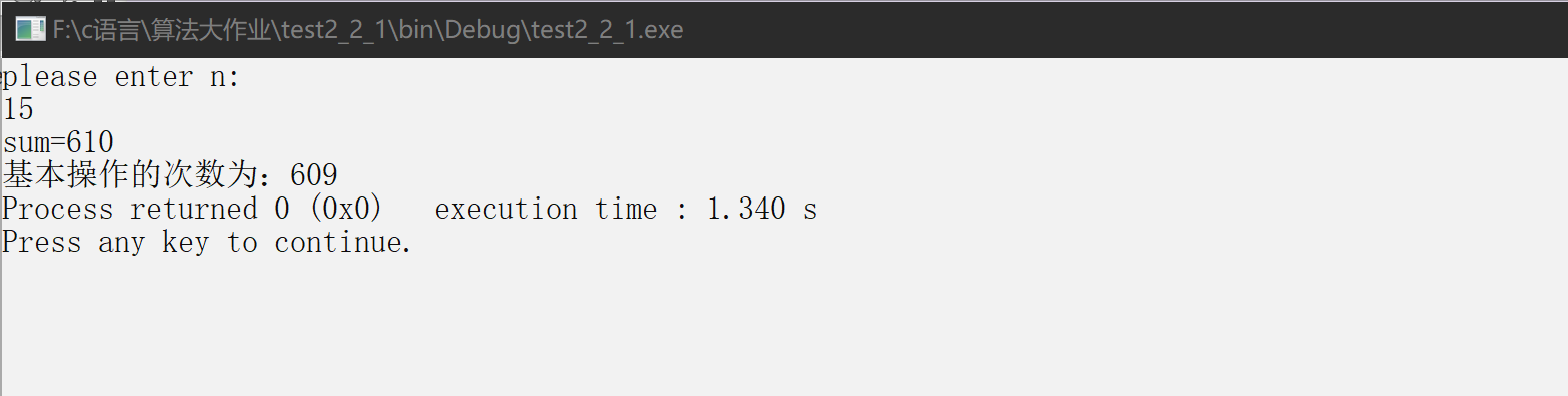 F:\c语言\算法大作业\test2_2_1\bin\Debug\test2_2_1.exe
please enter n:
15
sum=610
基本操作的次数为：609
Process returned 0 (0x0)   execution time : 1.340 s
Press any key to continue.